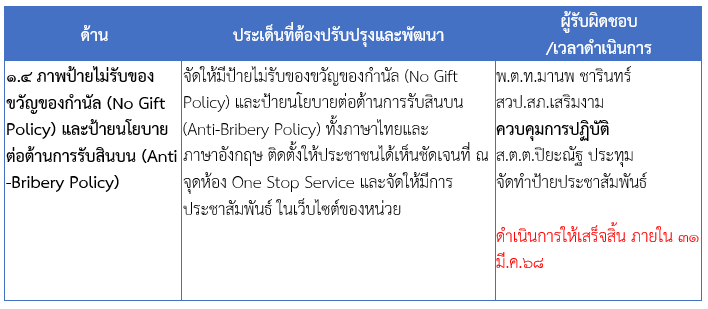 ด้าน
ประเด็นที่ต้องปรับปรุงและพัฒนา
ผู้รับผิดชอบ
/เวลาดำเนินการ
๑.๔ ภาพป้ายไม่รับของ
ขวัญของกำนัล (No Gift
Policy) และป้ายนโยบาย
ต่อต้านการรับสินบน (Anti
-Bribery Policy)
จัดให้มีป้ายไม่รับของขวัญของกำนัล (No Gift
Policy) และป้ายนโยบายต่อต้านการรับสินบน
(Anti-Bribery Policy) ทั้งภาษาไทยและ
ภาษาอังกฤษ ติดตั้งให้ประชาชนได้เห็นชัดเจนที่ ณ
จุดห้อง One Stop Service และจัดให้มีการ
ประชาสัมพันธ์ ในเว็บไซต์ของหน่วย
พ.ต.ท.มานพ ชารินทร์
สวป.สภ.เสริมงาม
ควบคุมการปฏิบัติ
ส.ต.ต.ปิยะณัฐ ประทุม
จัดทำป้ายประชาสัมพันธ์
ดำเนินการให้เสร็จสิ้น ภายใน ๓๑
มี.ค.๖๘